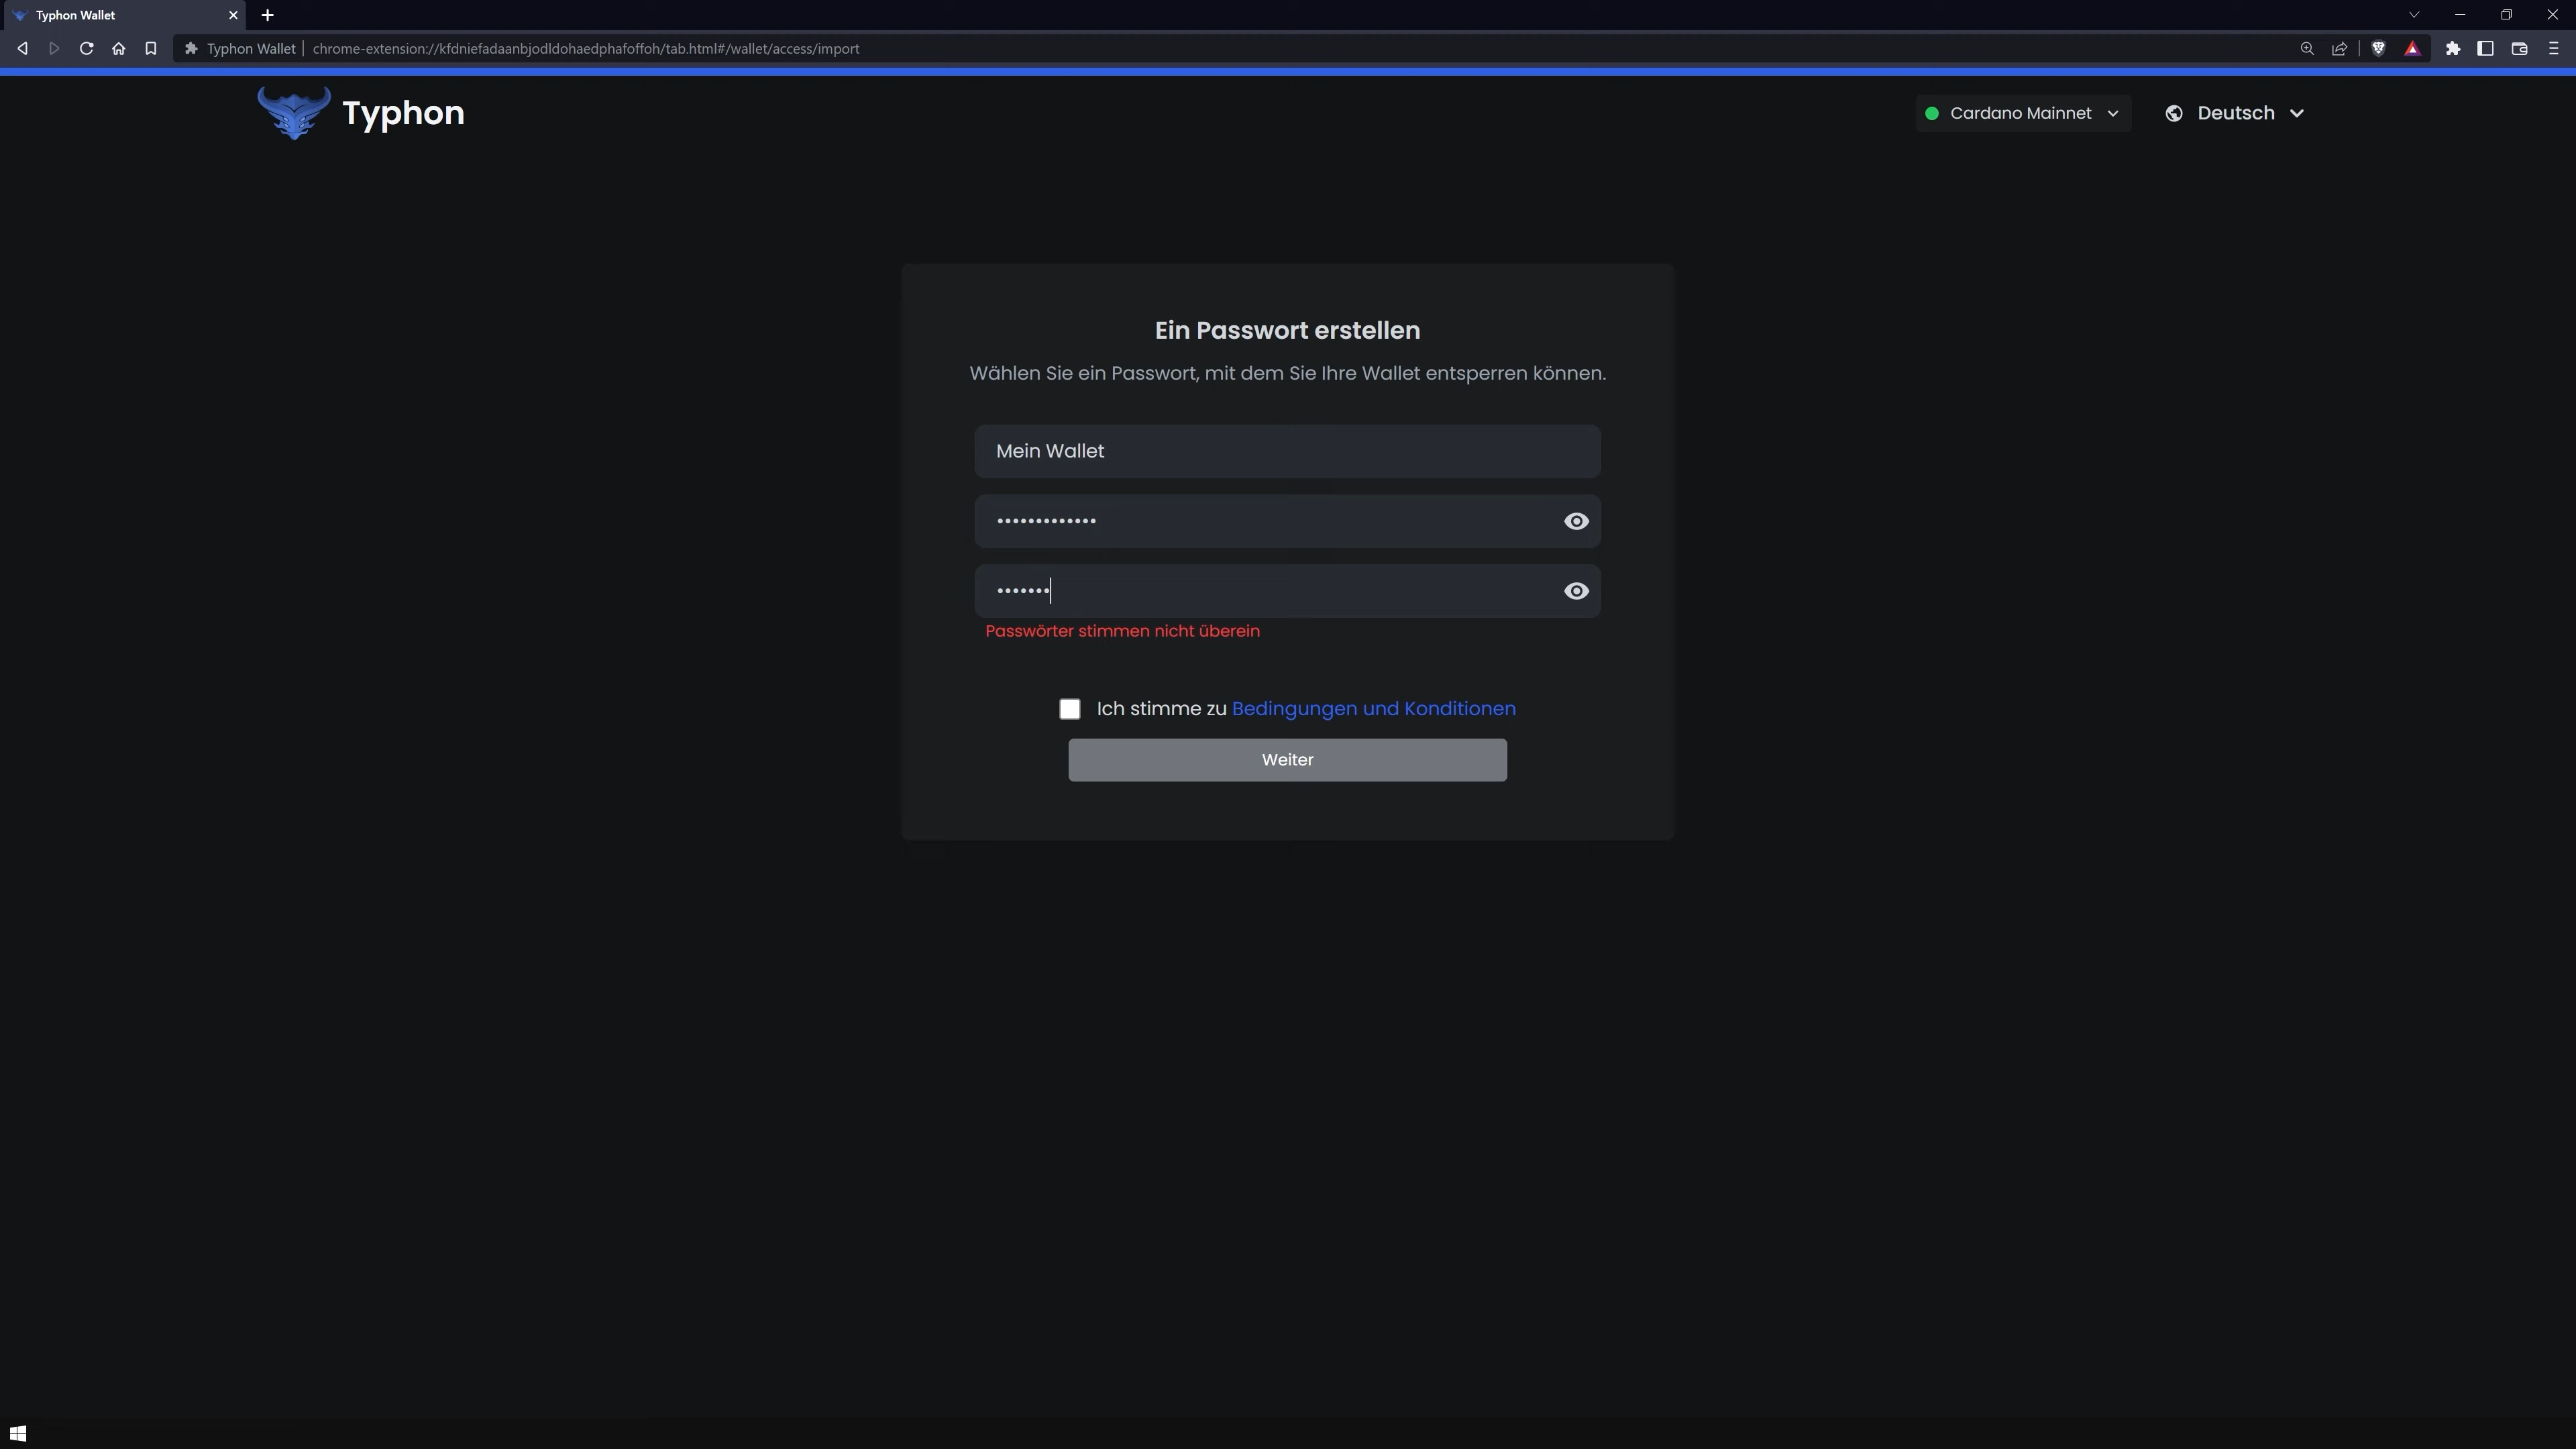 Typhon Wallet
Typhon Wallet | chrome-extension://kfdniefadaanbjodldohaedphafoffoh/tab.html#/wallet/access/import
Typhon
Cardano Mainnet
Deutsch
Ein Passwort erstellen
Wählen Sie ein Passwort, mit dem Sie Ihre Wallet entsperren können.
Mein Wallet
•••••••••••••
•••••••
Passwörter stimmen nicht überein
Ich stimme zu Bedingungen und Konditionen
Weiter